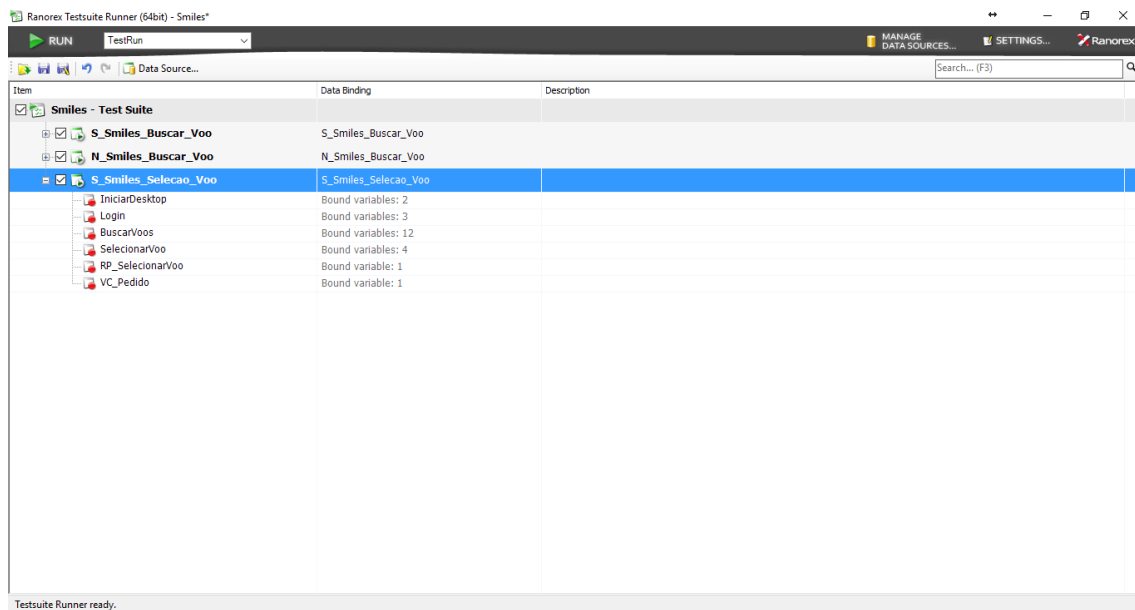 Ranorex Testsuite Runner (64bit) - Smiles*
RUN TestRun MANAGE DATA SOURCES... SETTINGS... Ranorex
Data Source... Search... (F3)
Item Data Binding Description
Smiles - Test Suite
S_Smiles_Buscar_Voo S_Smiles_Buscar_Voo
N_Smiles_Buscar_Voo N_Smiles_Buscar_Voo
S_Smiles_Selecao_Voo S_Smiles_Selecao_Voo
IniciarDesktop Bound variables: 2
Login Bound variables: 3
BuscarVoos Bound variables: 12
SelecionarVoo Bound variables: 4
RP_SelecionarVoo Bound variable: 1
VC_Pedido Bound variable: 1
Testsuite Runner ready.